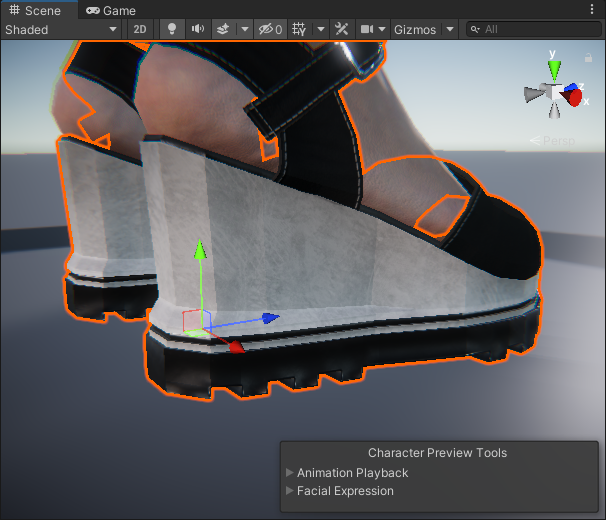 Scene
Game
Shaded
2D
0
Gizmos
All
y
z
x
Persp
Character Preview Tools
Animation Playback
Facial Expression